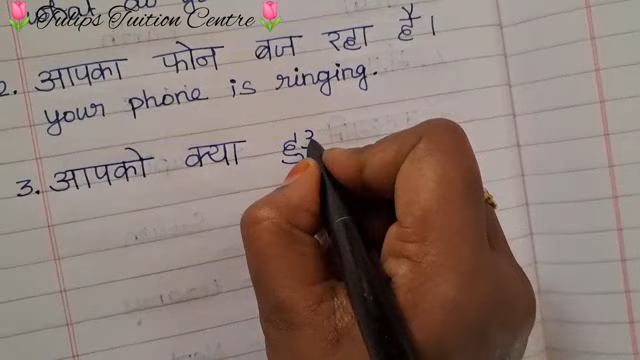 🌷Tulips Tuition Centre🌷
2. आपका फोन बज रहा है।
your phone is ringing.
3. आपको क्या